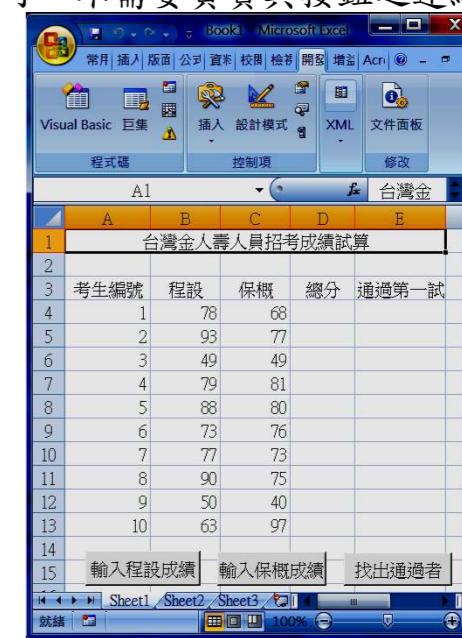 Book1 - Microsoft Excel
常用 插入 版面 公式 資料 校閱 檢視 開發 增益 Acr
Visual Basic 巨集 插入 設計模式 XML 文件面板
程式碼 控制項 修改
A1 fx 台灣金
A B C D E
1 台灣金人壽人員招考成績試算
2
3 考生編號 程設 保概 總分 通過第一試
4 1 78 68
5 2 93 77
6 3 49 49
7 4 79 81
8 5 88 80
9 6 73 76
10 7 77 73
11 8 90 75
12 9 50 40
13 10 63 97
14
15 輸入程設成績 輸入保概成績 找出通過者
Sheet1 Sheet2 Sheet3
就緒 100%